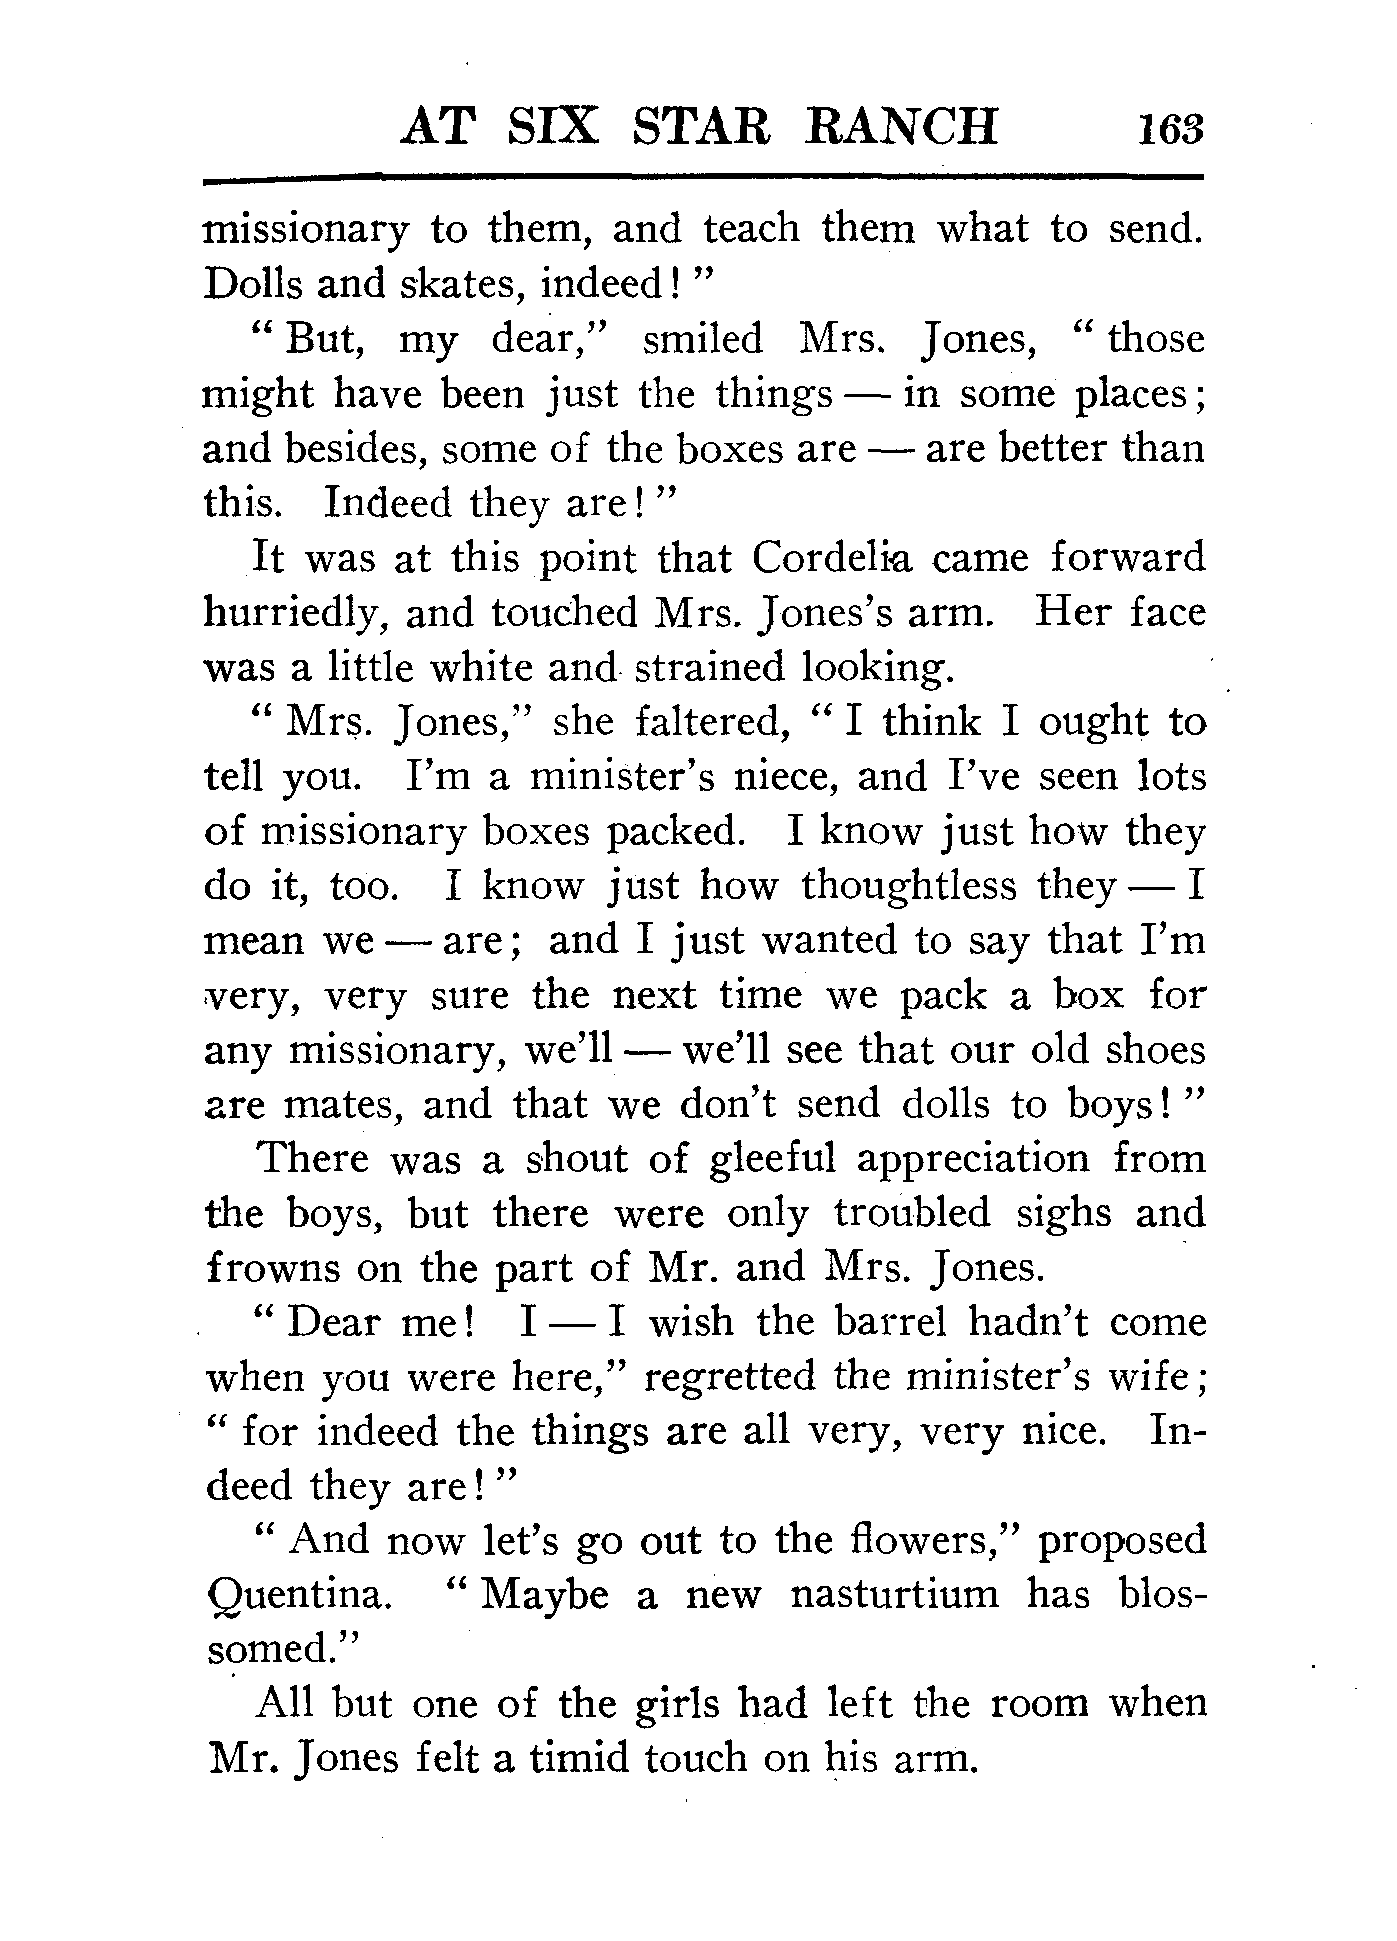 AT SIX STAR RANCH 163
missionary to them, and teach them what to send.
Dolls and skates, indeed! "
" But, my dear," smiled Mrs. Jones, " those
might have been just the things — in some places;
and besides, some of the boxes are — are better than
this. Indeed they are! "
It was at this point that Cordelia came forward
hurriedly, and touched Mrs. Jones's arm. Her face
was a little white and strained looking.
" Mrs. Jones," she faltered, " I think I ought to
tell you. I'm a minister's niece, and I've seen lots
of missionary boxes packed. I know just how they
do it, too. I know just how thoughtless they — I
mean we — are; and I just wanted to say that I'm
very, very sure the next time we pack a box for
any missionary, we'll — we'll see that our old shoes
are mates, and that we don't send dolls to boys! "
There was a shout of gleeful appreciation from
the boys, but there were only troubled sighs and
frowns on the part of Mr. and Mrs. Jones.
" Dear me! I — I wish the barrel hadn't come
when you were here," regretted the minister's wife;
" for indeed the things are all very, very nice. In-
deed they are! "
" And now let's go out to the flowers," proposed
Quentina. " Maybe a new nasturtium has blos-
somed."
All but one of the girls had left the room when
Mr. Jones felt a timid touch on his arm.